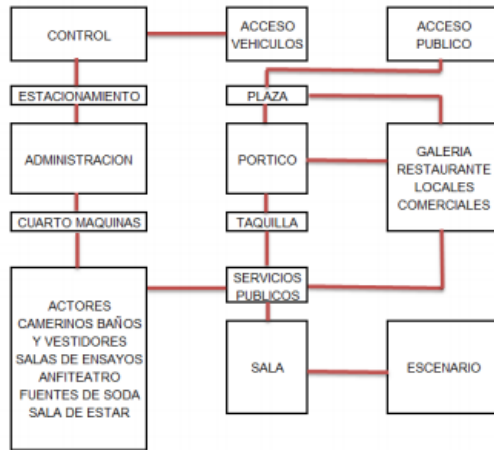 CONTROL
ACCESO
VEHICULOS
ACCESO
PUBLICO
ESTACIONAMIENTO
PLAZA
ADMINISTRACION
PORTICO
GALERIA
RESTAURANTE
LOCALES
COMERCIALES
CUARTO MAQUINAS
TAQUILLA
SERVICIOS
PUBLICOS
ACTORES
CAMERINOS BAÑOS
Y VESTIDORES
SALAS DE ENSAYOS
ANFITEATRO
FUENTES DE SODA
SALA DE ESTAR
SALA
ESCENARIO